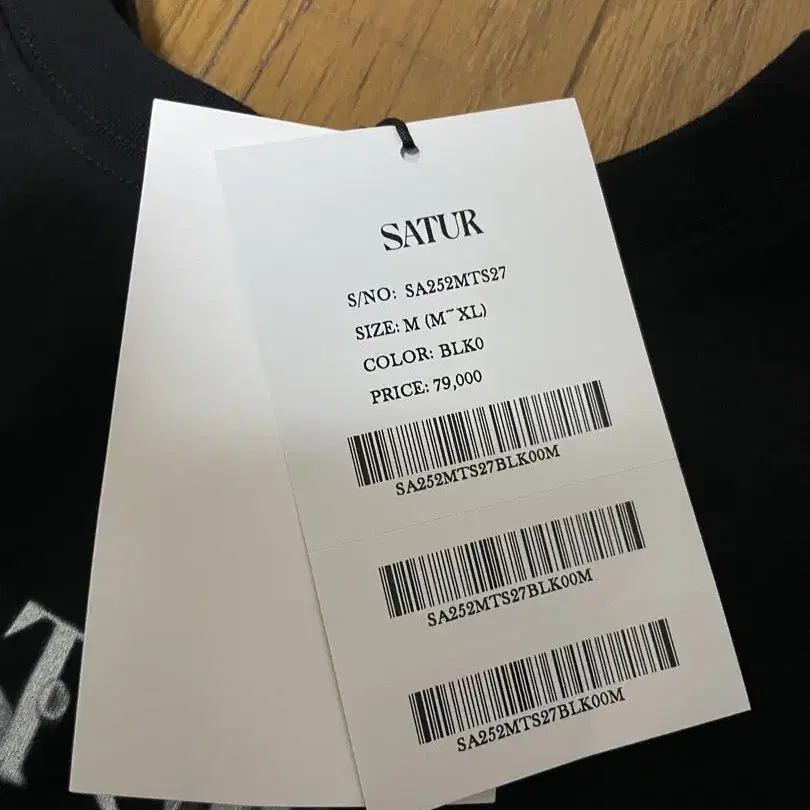 SATUR
S/NO: SA252MTS27
SIZE: M (M~XL)
COLOR: BLK0
PRICE: 79,000
SA252MTS27BLK00M
SA252MTS27BLK00M
SA252MTS27BLK00M